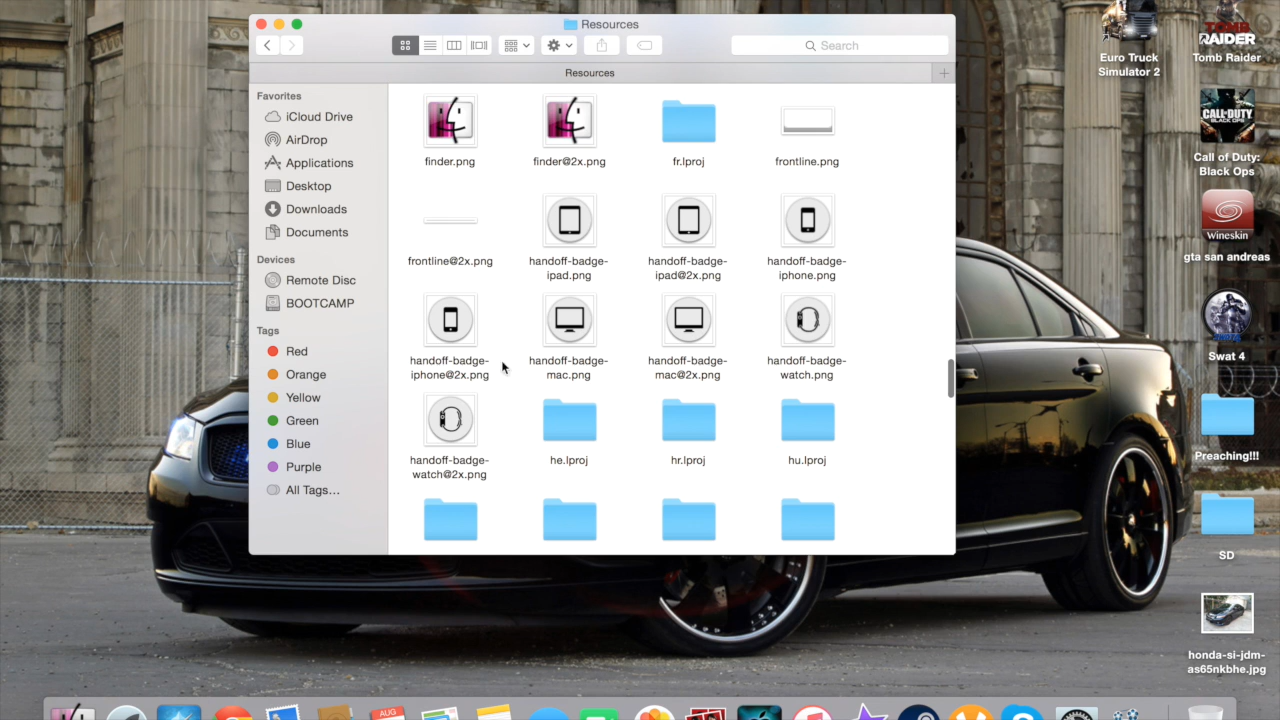 Resources
Search
Resources
+
Favorites
iCloud Drive
AirDrop
Applications
Desktop
Downloads
Documents
Devices
Remote Disc
BOOTCAMP
Tags
Red
Orange
Yellow
Green
Blue
Purple
All Tags...
finder.png
finder@2x.png
fr.lproj
frontline.png
frontline@2x.png
handoff-badge-
ipad.png
handoff-badge-
ipad@2x.png
handoff-badge-
iphone.png
handoff-badge-
iphone@2x.png
handoff-badge-
mac.png
handoff-badge-
mac@2x.png
handoff-badge-
watch.png
handoff-badge-
watch@2x.png
he.lproj
hr.lproj
hu.lproj
Euro Truck
Simulator 2
TOMB
RAIDER
Tomb Raider
CALL OF DUTY
BLACK OPS
Call of Duty:
Black Ops
Wineskin
gta san andreas
Swat 4
Preaching!!!
SD
honda-si-jdm-
as65nkbhe.jpg
AUG